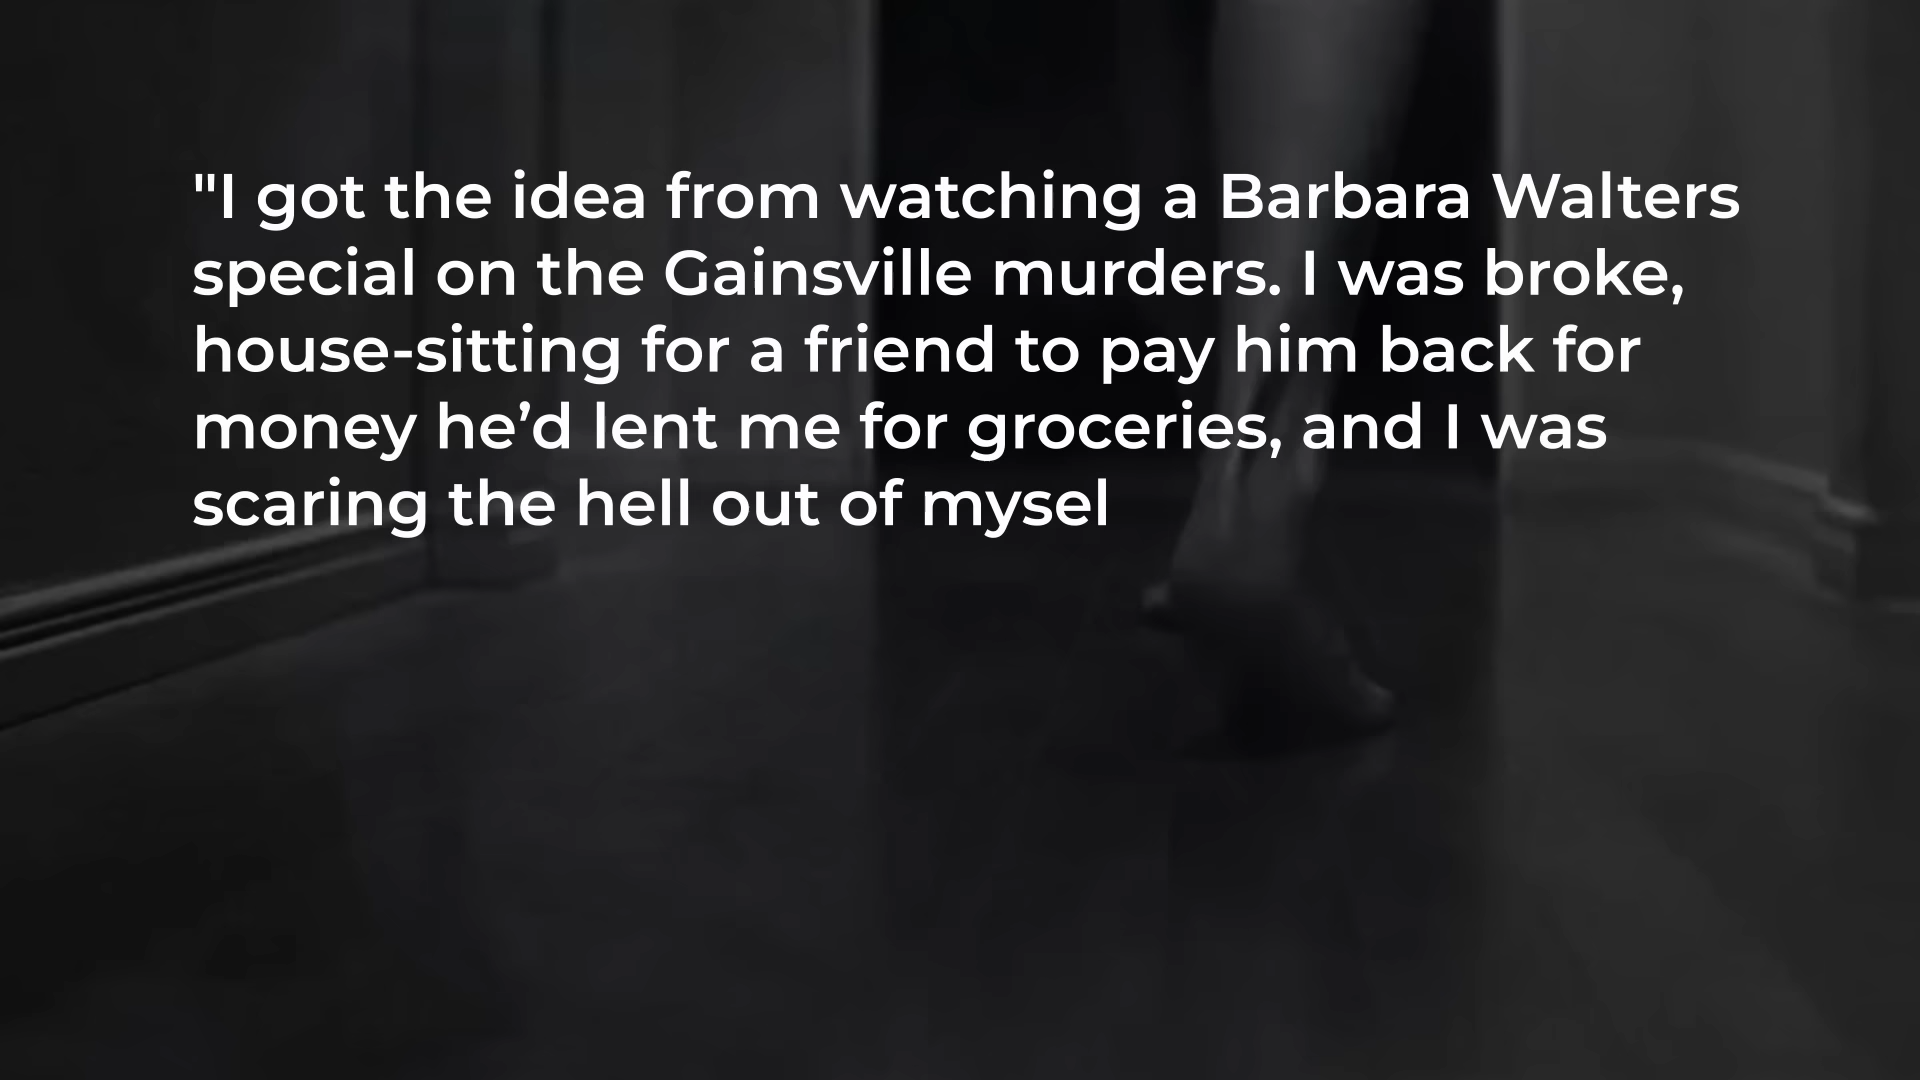 "I got the idea from watching a Barbara Walters
special on the Gainsville murders. I was broke,
house-sitting for a friend to pay him back for
money he’d lent me for groceries, and I was
scaring the hell out of mysel